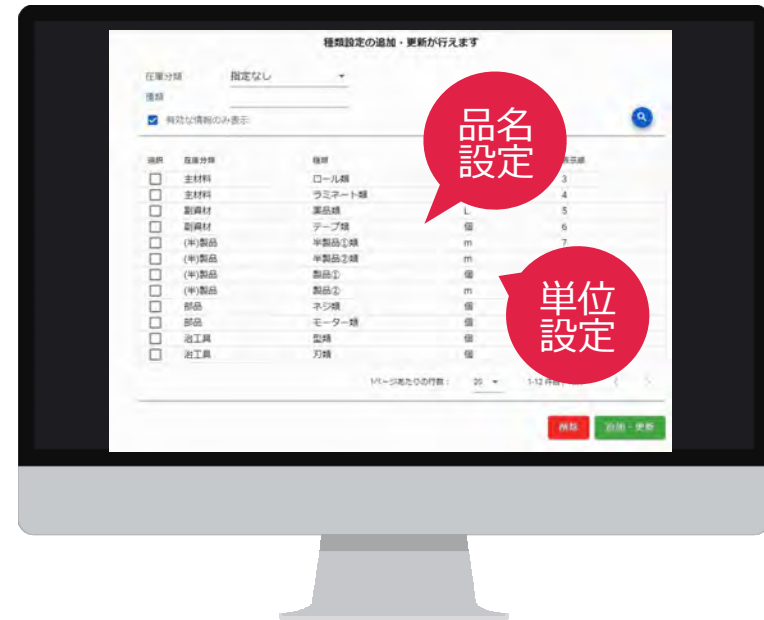 種類設定の追加・更新が行えます
在庫分類 指定なし
種類
有効な情報のみ表示
品名
設定
選択 在庫分類 種類 表示順
主材料 ロール類 3
主材料 ラミネート類 4
副資材 薬品類 L 5
副資材 テープ類 個 6
(半)製品 半製品①類 m 7
(半)製品 半製品②類 m
(半)製品 製品① 個
(半)製品 製品② m
部品 ネジ類 個
部品 モーター類 個
治工具 型類 個
治工具 刃類 個
単位
設定
1ページあたりの行数： 20 1-12 件目
削除 追加・更新